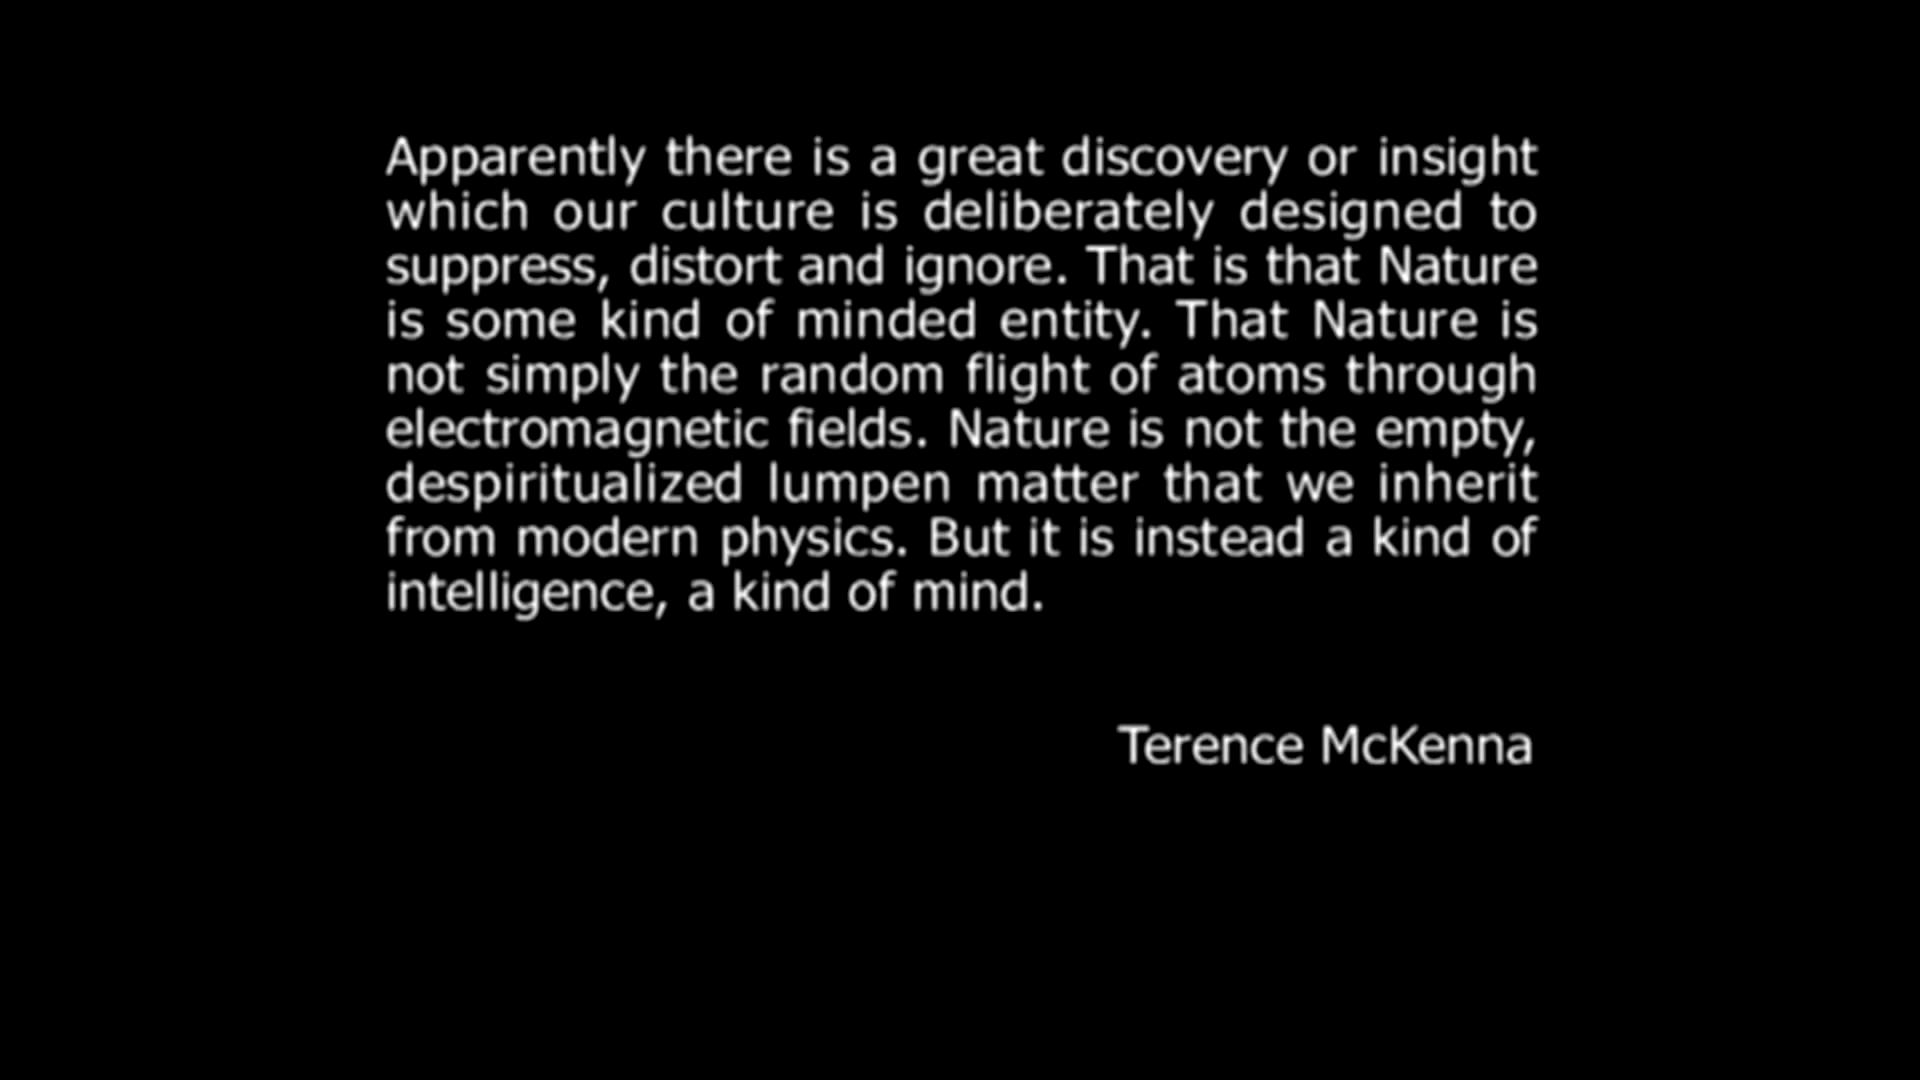 Apparently there is a great discovery or insight
which our culture is deliberately designed to
suppress, distort and ignore. That is that Nature
is some kind of minded entity. That Nature is
not simply the random flight of atoms through
electromagnetic fields. Nature is not the empty,
despiritualized lumpen matter that we inherit
from modern physics. But it is instead a kind of
intelligence, a kind of mind.
Terence McKenna